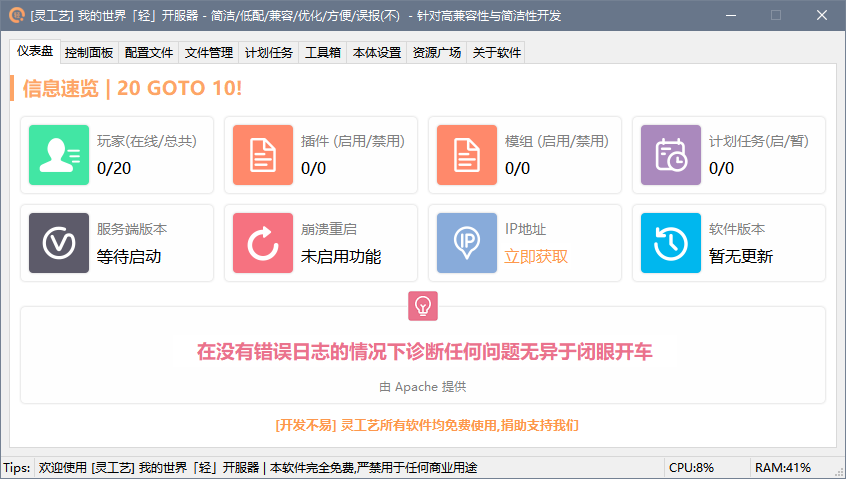 [灵工艺] 我的世界「轻」开服器 - 简洁/低配/兼容/优化/方便/误报(不) - 针对高兼容性与简洁性开发
仪表盘 控制面板 配置文件 文件管理 计划任务 工具箱 本体设置 资源广场 关于软件
信息速览 | 20 GOTO 10!
玩家(在线/总共) 插件 (启用/禁用) 模组 (启用/禁用) 计划任务(启/暂)
0/20 0/0 0/0 0/0
服务端版本 崩溃重启 IP地址 软件版本
等待启动 未启用功能 立即获取 暂无更新
IP
在没有错误日志的情况下诊断任何问题无异于闭眼开车
由 Apache 提供
[开发不易] 灵工艺所有软件均免费使用,捐助支持我们
Tips: 欢迎使用 [灵工艺] 我的世界「轻」开服器 | 本软件完全免费,严禁用于任何商业用途 CPU:8% RAM:41%